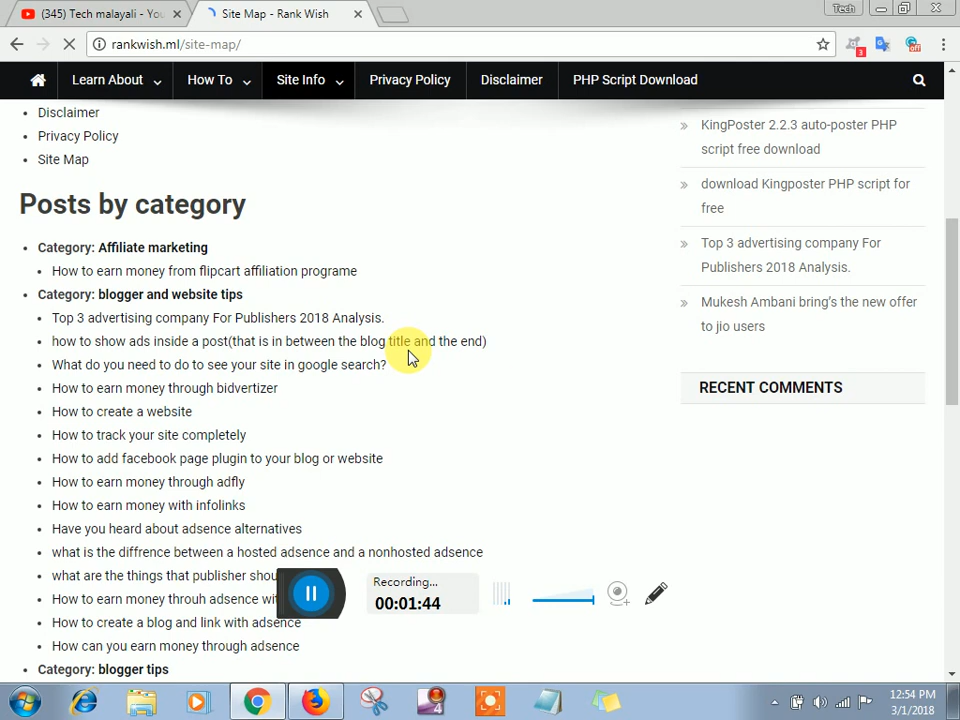 (345) Tech malayali - You
Site Map - Rank Wish
Tech
rankwish.ml/site-map/
3
off
Learn About
How To
Site Info
Privacy Policy
Disclaimer
PHP Script Download
Disclaimer
Privacy Policy
Site Map
Posts by category
Category: Affiliate marketing
How to earn money from flipcart affiliation programe
Category: blogger and website tips
Top 3 advertising company For Publishers 2018 Analysis.
how to show ads inside a post(that is in between the blog title and the end)
What do you need to do to see your site in google search?
How to earn money through bidvertizer
How to create a website
How to track your site completely
How to add facebook page plugin to your blog or website
How to earn money through adfly
How to earn money with infolinks
Have you heard about adsence alternatives
what is the diffrence between a hosted adsence and a nonhosted adsence
what are the things that publisher shou
How to earn money throuh adsence wit
How to create a blog and link with adsence
How can you earn money through adsence
Category: blogger tips
KingPoster 2.2.3 auto-poster PHP
script free download
download Kingposter PHP script for
free
Top 3 advertising company For
Publishers 2018 Analysis.
Mukesh Ambani bring's the new offer
to jio users
RECENT COMMENTS
Recording...
00:01:44
4
12:54 PM
3/1/2018